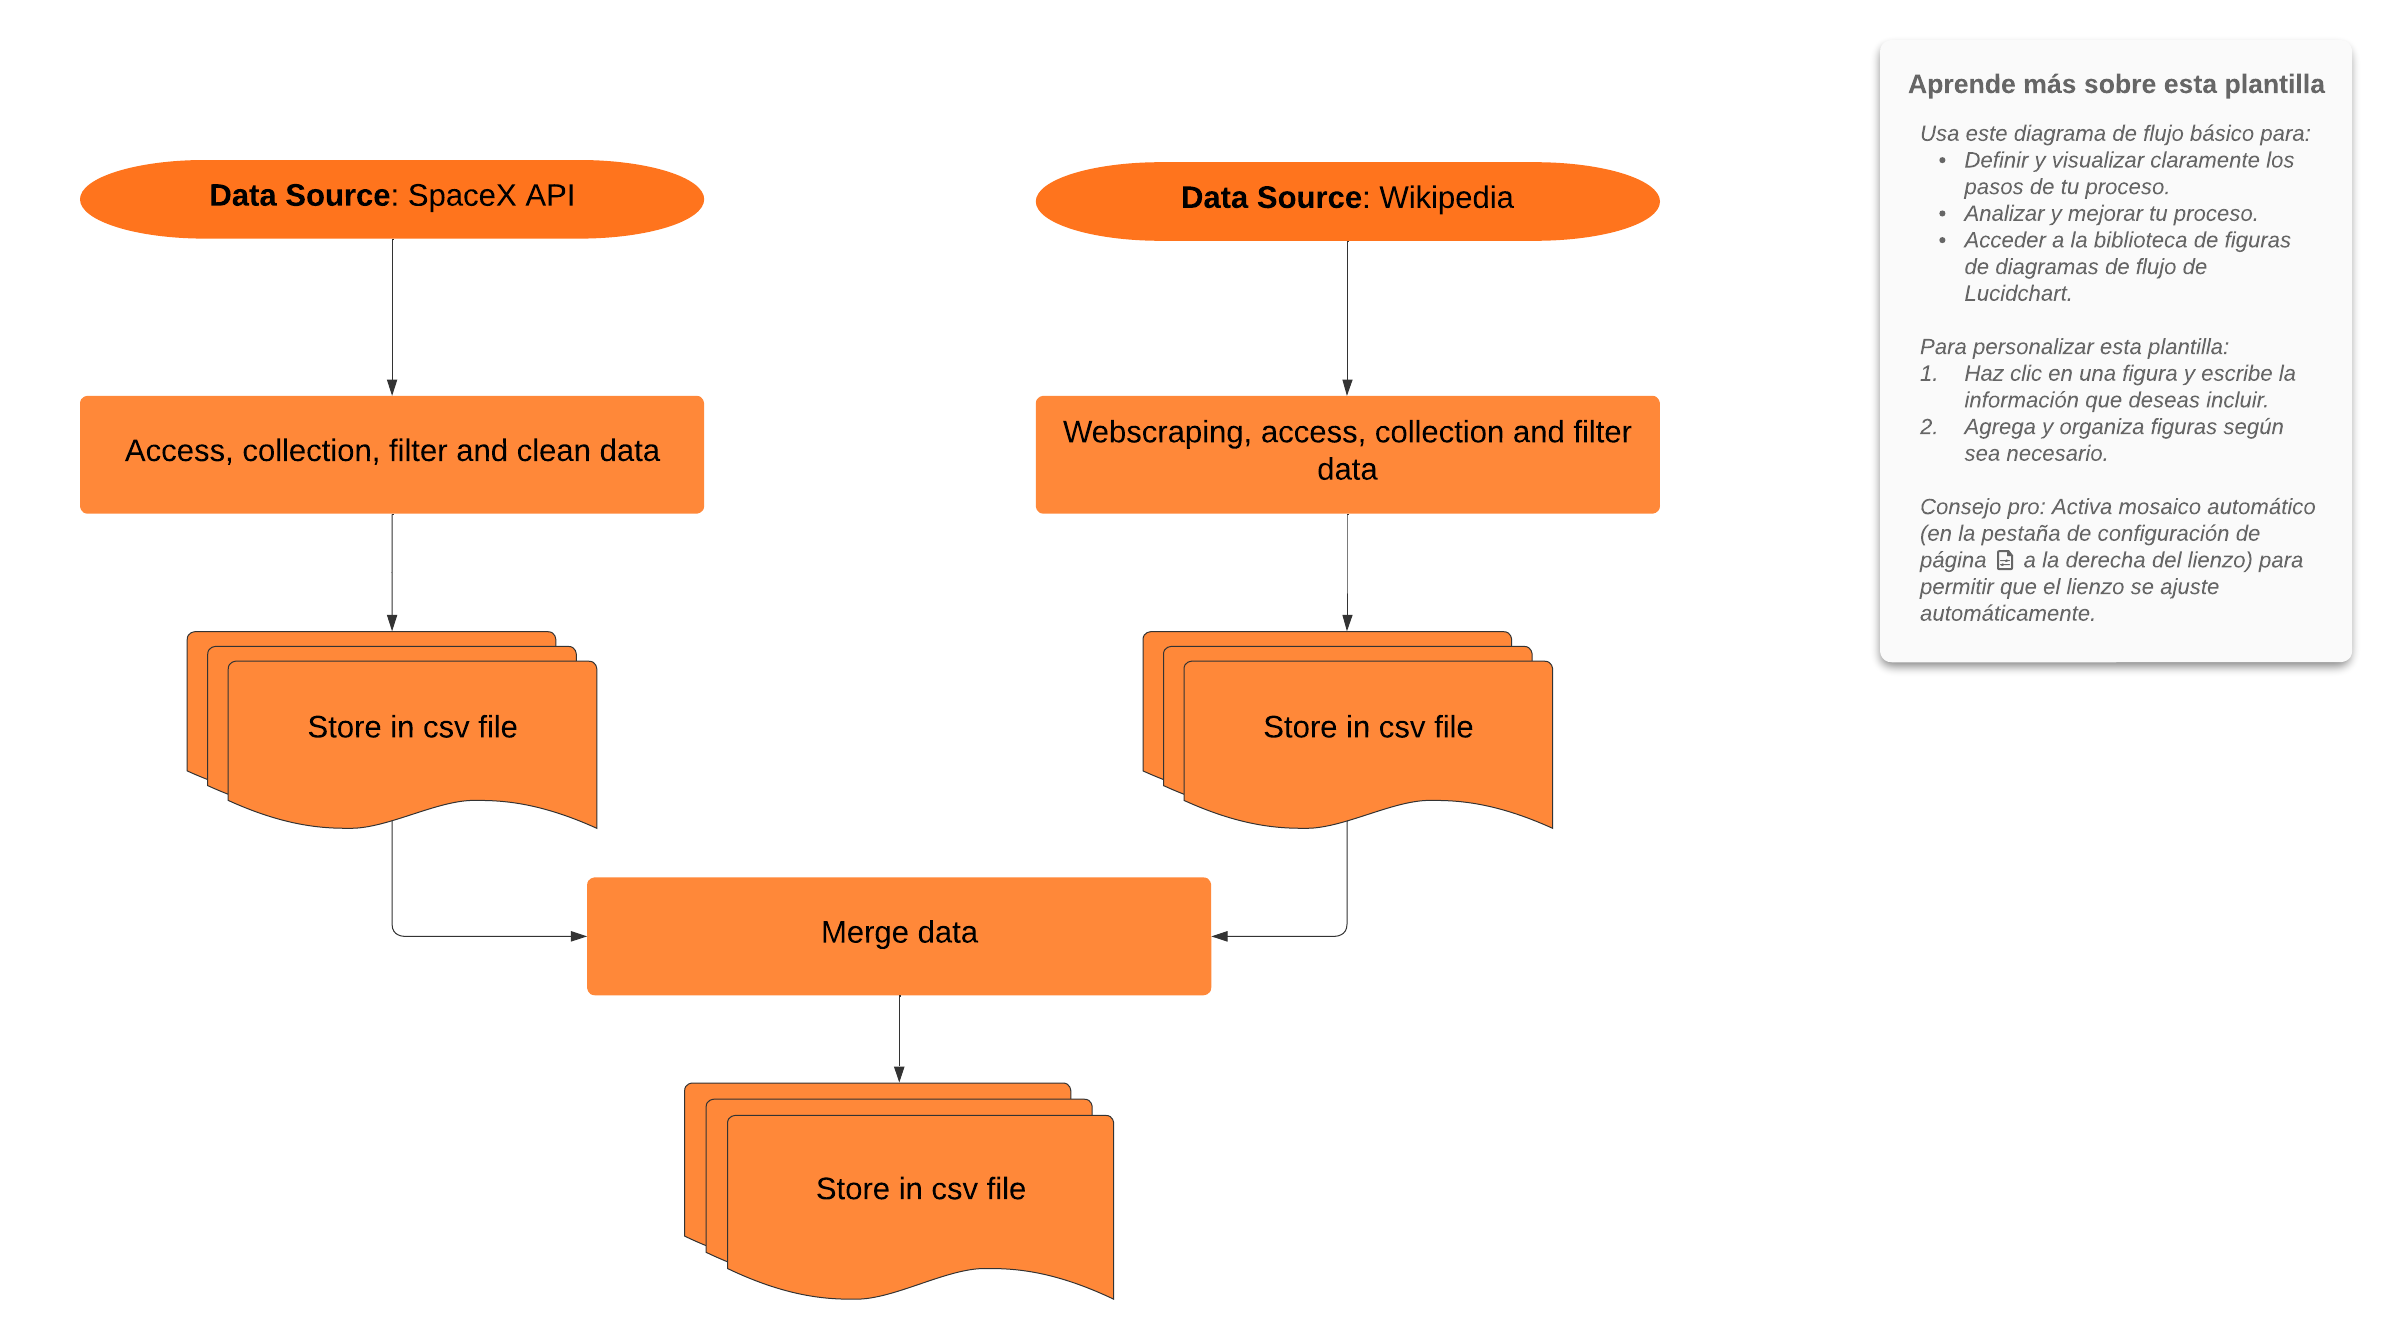 Data Source: SpaceX API
Data Source: Wikipedia
Access, collection, filter and clean data
Webscraping, access, collection and filter
data
Store in csv file
Store in csv file
Merge data
Store in csv file
Aprende más sobre esta plantilla
Usa este diagrama de flujo básico para:
• Definir y visualizar claramente los
pasos de tu proceso.
• Analizar y mejorar tu proceso.
• Acceder a la biblioteca de figuras
de diagramas de flujo de
Lucidchart.
Para personalizar esta plantilla:
1. Haz clic en una figura y escribe la
información que deseas incluir.
2. Agrega y organiza figuras según
sea necesario.
Consejo pro: Activa mosaico automático
(en la pestaña de configuración de
página a la derecha del lienzo) para
permitir que el lienzo se ajuste
automáticamente.